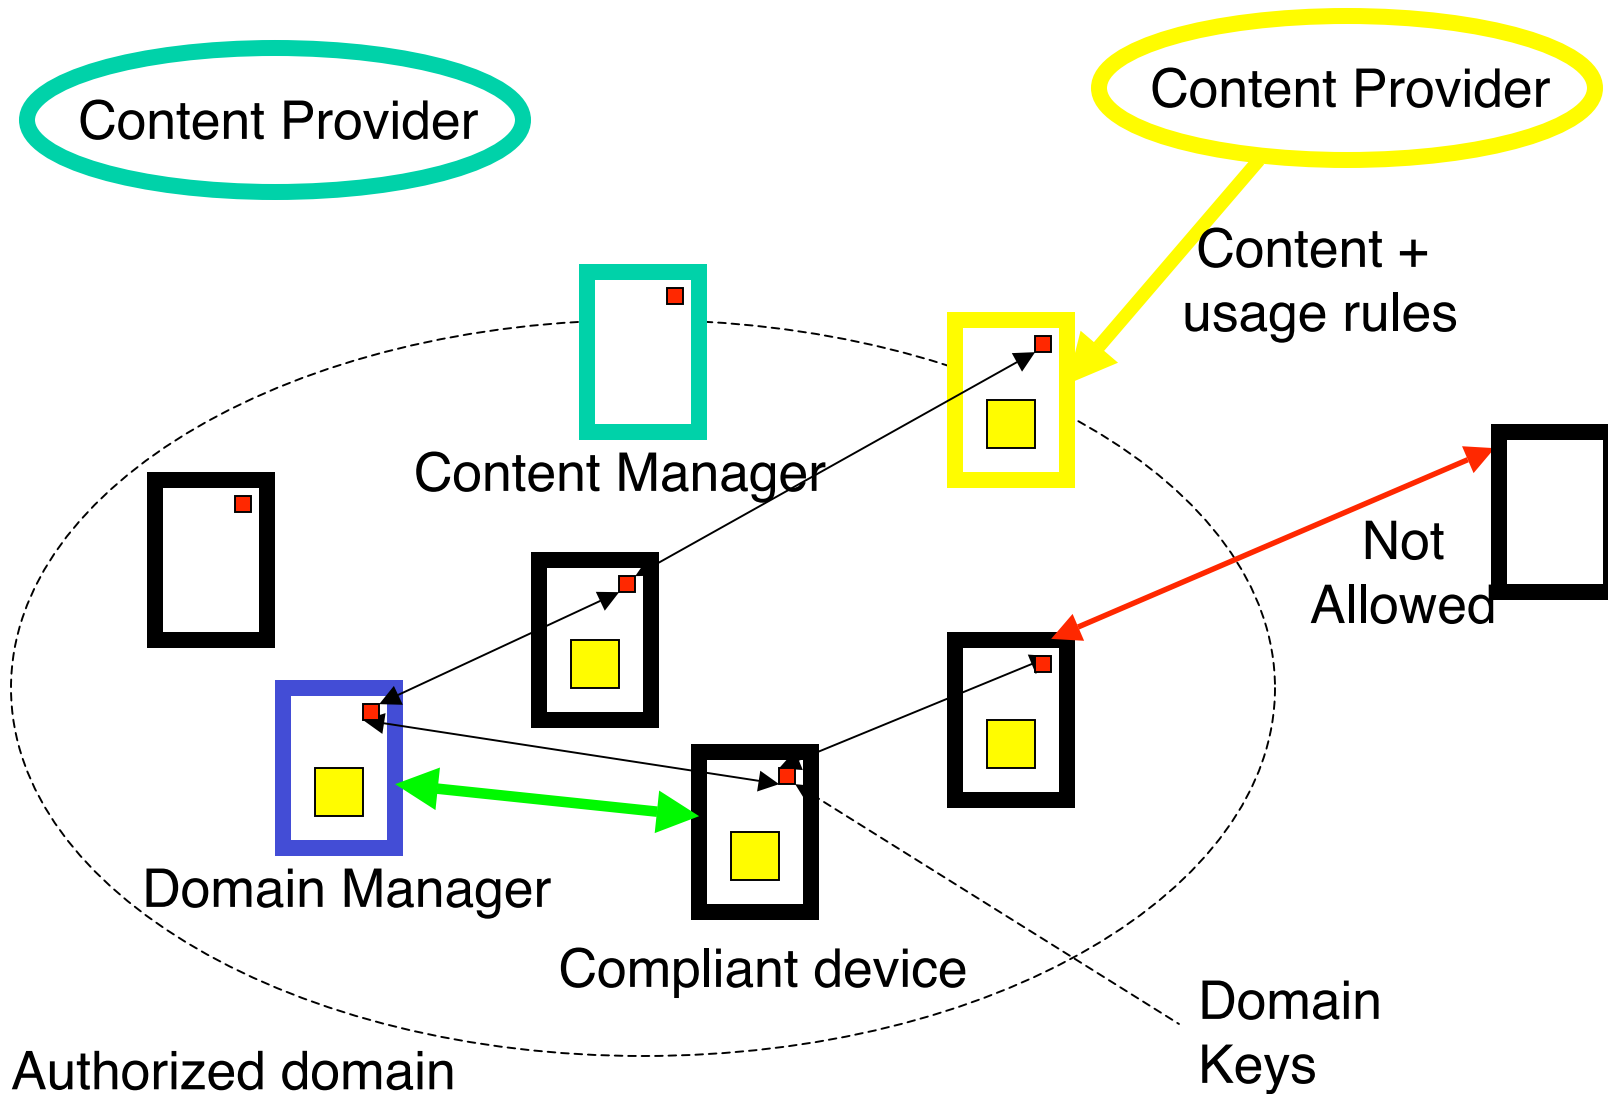 Content Provider
Content Provider
Content +
usage rules
Content Manager
Not
Allowed
Domain Manager
Compliant device
Domain
Keys
Authorized domain